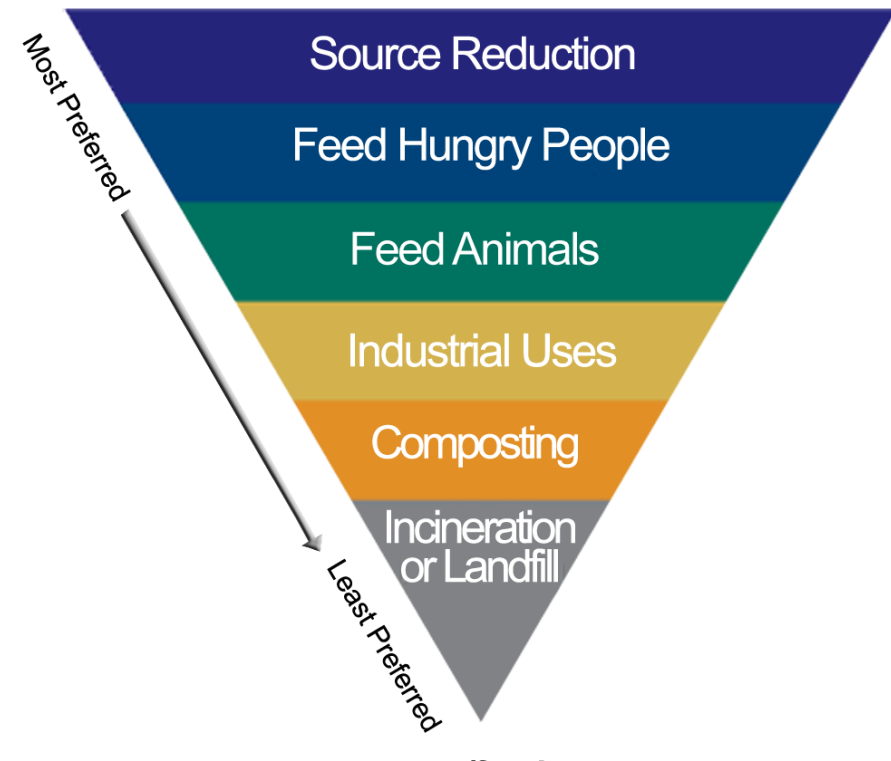 Source Reduction
Feed Hungry People
Feed Animals
Industrial Uses
Composting
Incineration
or Landfill
Most Preferred
Least Preferred